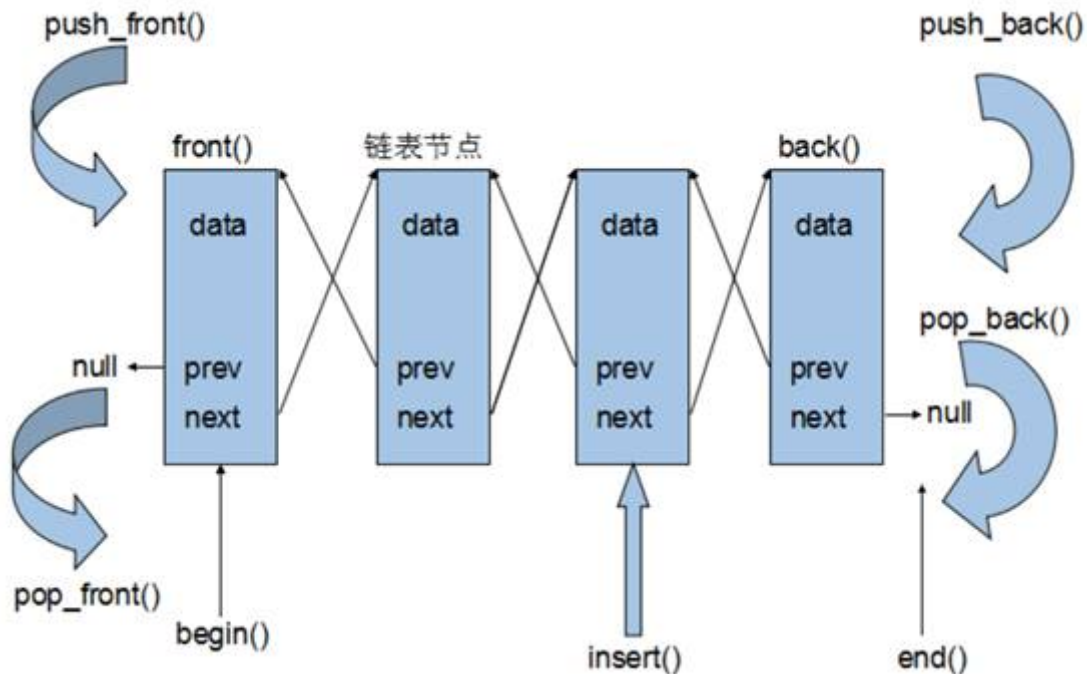 push_front()
push_back()
front()
链表节点
back()
data
data
data
data
pop_back()
null
prev
prev
prev
prev
next
next
next
next
null
pop_front()
begin()
insert()
end()